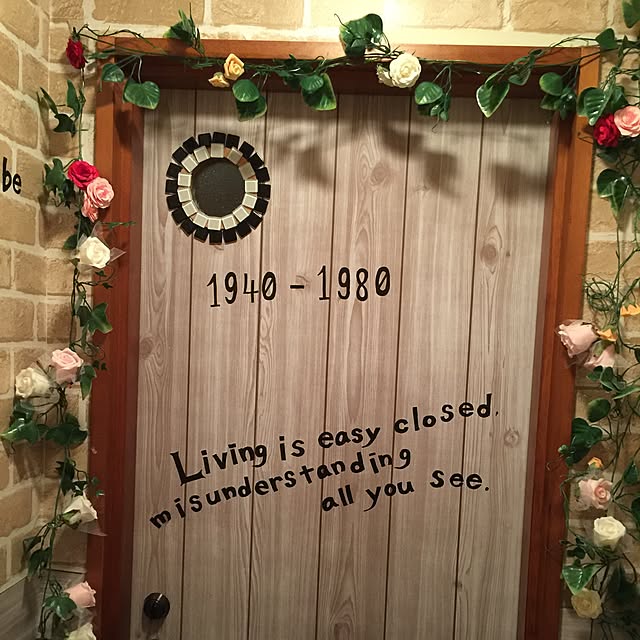 be
1940 - 1980
Living is easy closed.
misunderstanding
all you see.